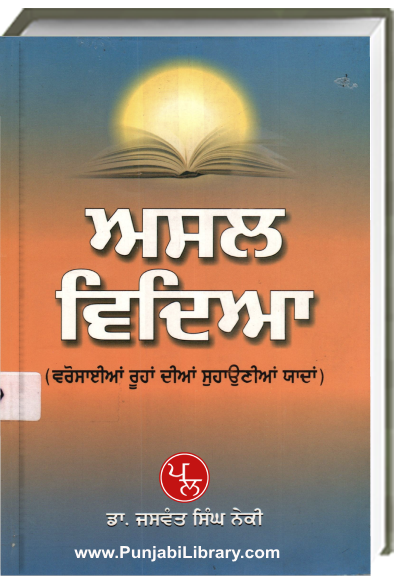 ਅਸਲ
ਵਿਦਿਆ
(ਵਰੋਸਾਈਆਂ ਰੂਹਾਂ ਦੀਆਂ ਸੁਹਾਉਣੀਆਂ ਯਾਦਾਂ)
ਡਾ. ਜਸਵੰਤ ਸਿੰਘ ਨੇਕੀ
www.PunjabiLibrary.com